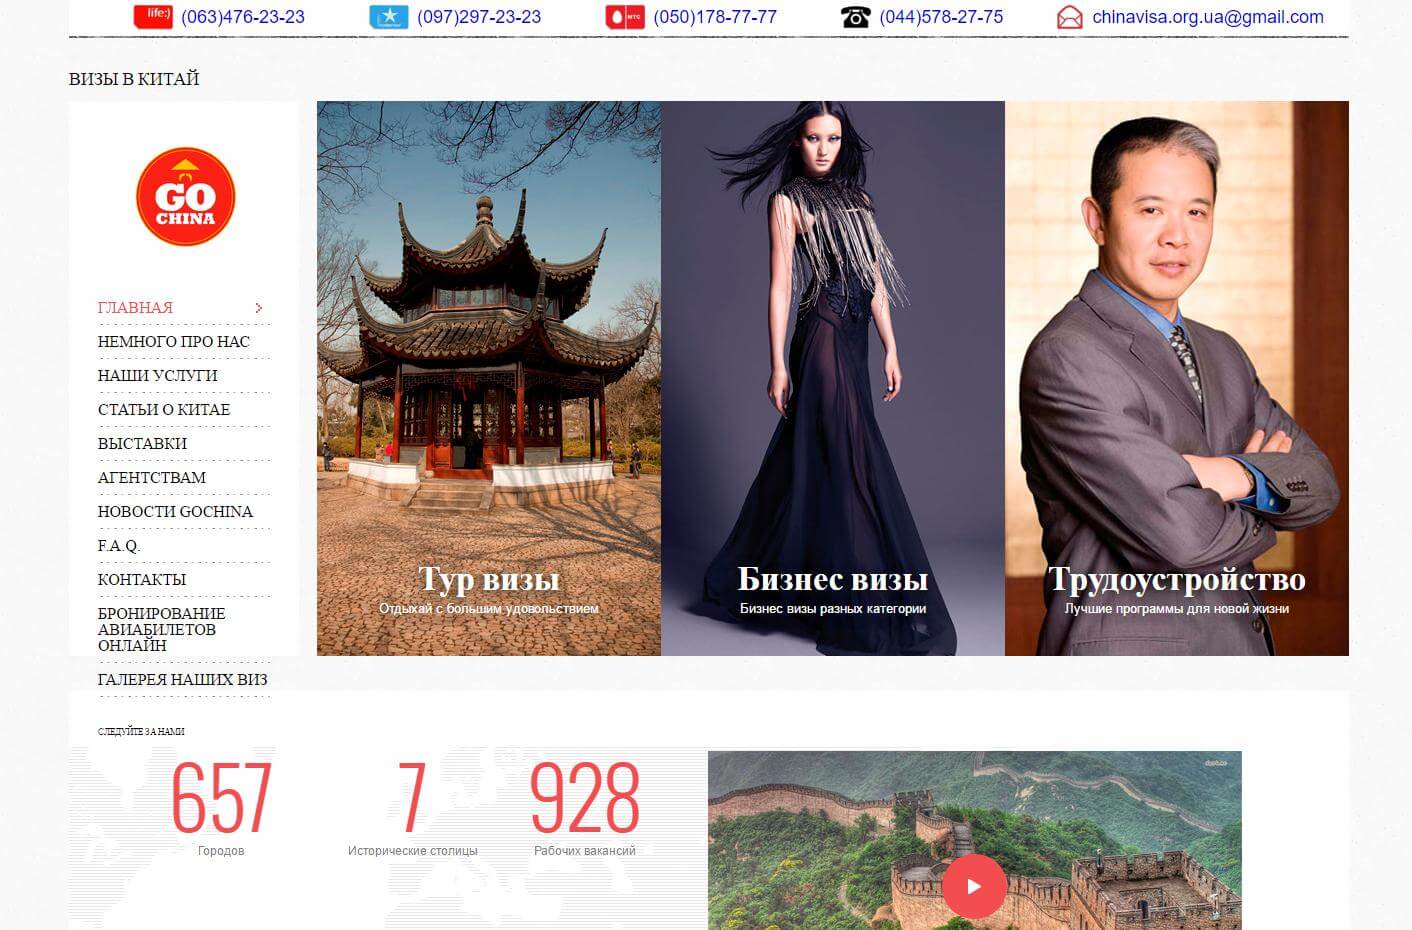 life:) (063)476-23-23
(097)297-23-23
МТС (050)178-77-77
(044)578-27-75
chinavisa.org.ua@gmail.com
ВИЗЫ В КИТАЙ
GO
CHINA
ГЛАВНАЯ
НЕМНОГО ПРО НАС
НАШИ УСЛУГИ
СТАТЬИ О КИТАЕ
ВЫСТАВКИ
АГЕНТСТВАМ
НОВОСТИ GOCHINA
F.A.Q.
КОНТАКТЫ
БРОНИРОВАНИЕ
АВИАБИЛЕТОВ
ОНЛАЙН
ГАЛЕРЕЯ НАШИХ ВИЗ
СЛЕДУЙТЕ ЗА НАМИ
Тур визы
Отдыхай с большим удовольствием
Бизнес визы
Бизнес визы разных категории
Трудоустройство
Лучшие программы для новой жизни
657
Городов
7
Исторические столицы
928
Рабочих вакансий